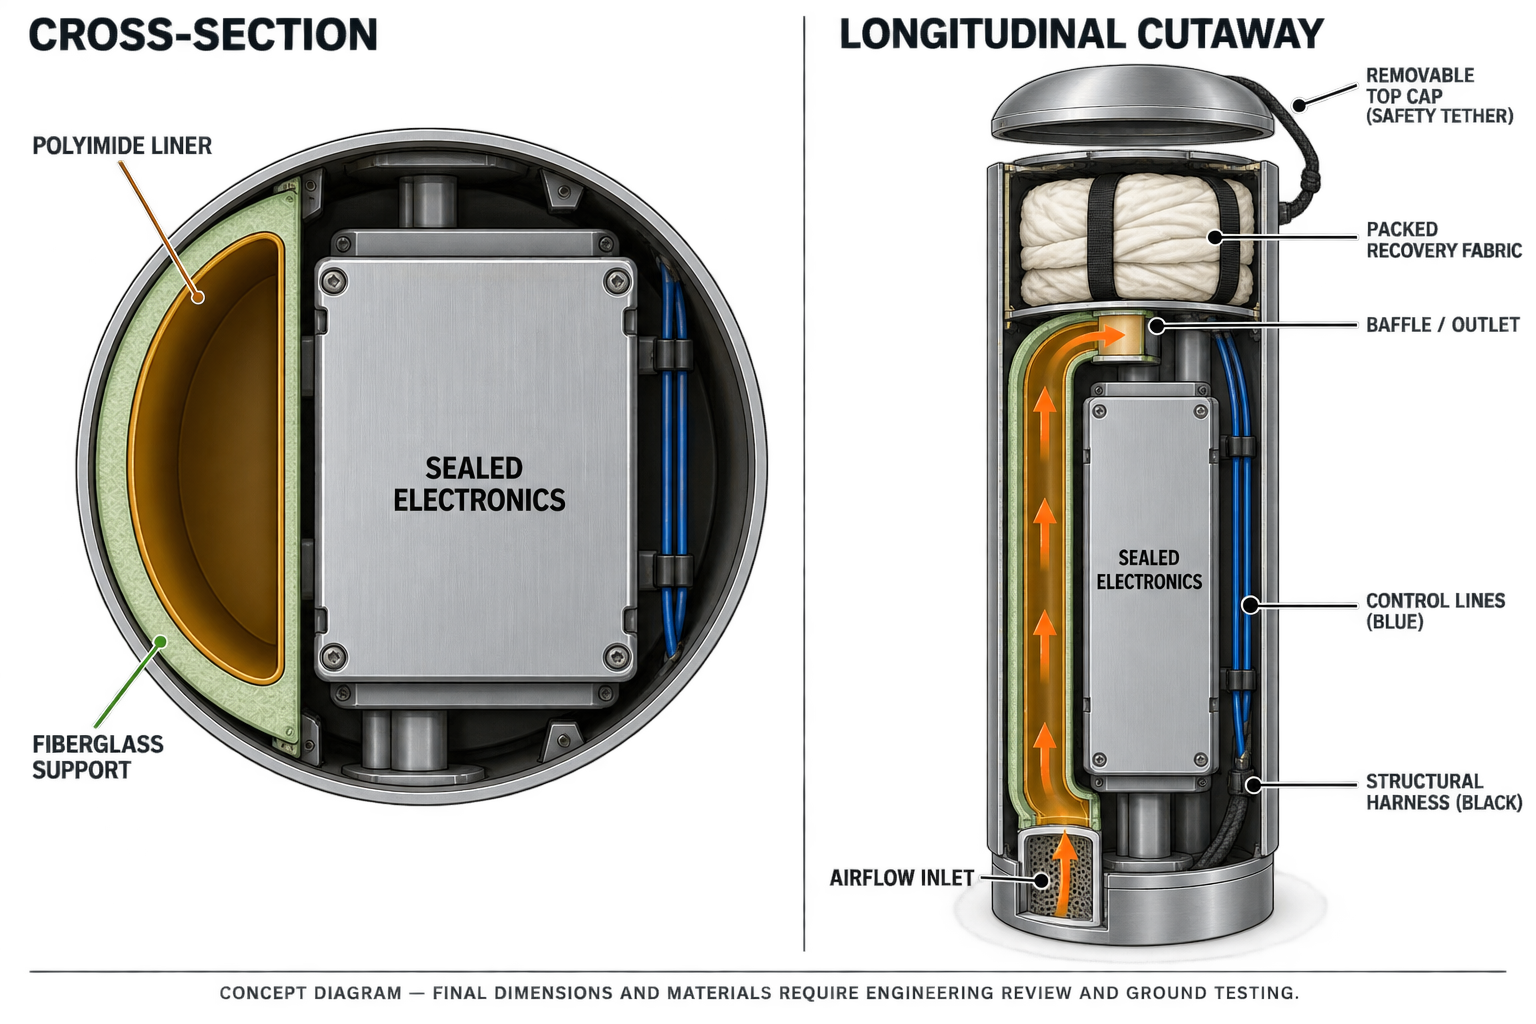 CROSS-SECTION
POLYIMIDE LINER
SEALED
ELECTRONICS
FIBERGLASS
SUPPORT
LONGITUDINAL CUTAWAY
REMOVABLE
TOP CAP
(SAFETY TETHER)
PACKED
RECOVERY FABRIC
BAFFLE / OUTLET
SEALED
ELECTRONICS
CONTROL LINES
(BLUE)
STRUCTURAL
HARNESS (BLACK)
AIRFLOW INLET
CONCEPT DIAGRAM — FINAL DIMENSIONS AND MATERIALS REQUIRE ENGINEERING REVIEW AND GROUND TESTING.